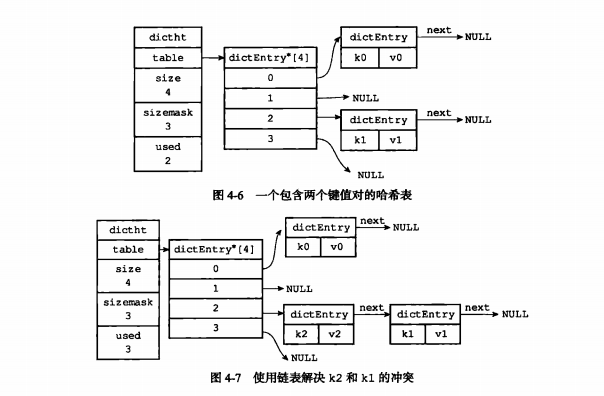 dictht
table
size
4
sizemask
3
used
2
dictEntry*[4]
0
1
2
3
dictEntry
k0 v0
next
NULL
NULL
dictEntry
k1 v1
next
NULL
NULL
图 4-6 一个包含两个键值对的哈希表
dictht
table
size
4
sizemask
3
used
3
dictEntry*[4]
0
1
2
3
dictEntry
k0 v0
next
NULL
NULL
dictEntry
k2 v2
next
dictEntry
k1 v1
next
NULL
NULL
图 4-7 使用链表解决 k2 和 k1 的冲突